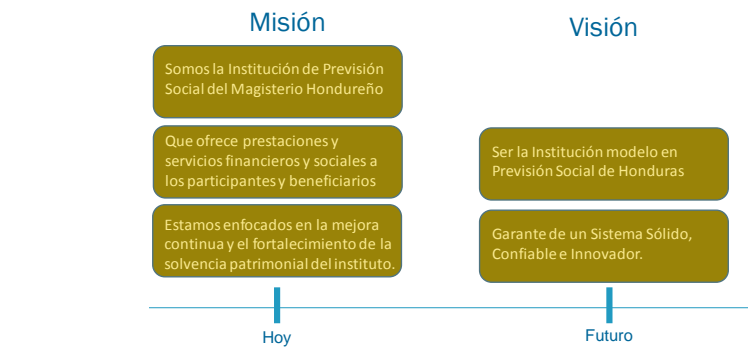 Misión
Somos la Institución de Previsión
Social del Magisterio Hondureño
Que ofrece prestaciones y
servicios financieros y sociales a
los participantes y beneficiarios
Estamos enfocados en la mejora
continua y el fortalecimiento de la
solvencia patrimonial del instituto.
Hoy
Visión
Ser la Institución modelo en
Previsión Social de Honduras
Garante de un Sistema Sólido,
Confiable e Innovador.
Futuro